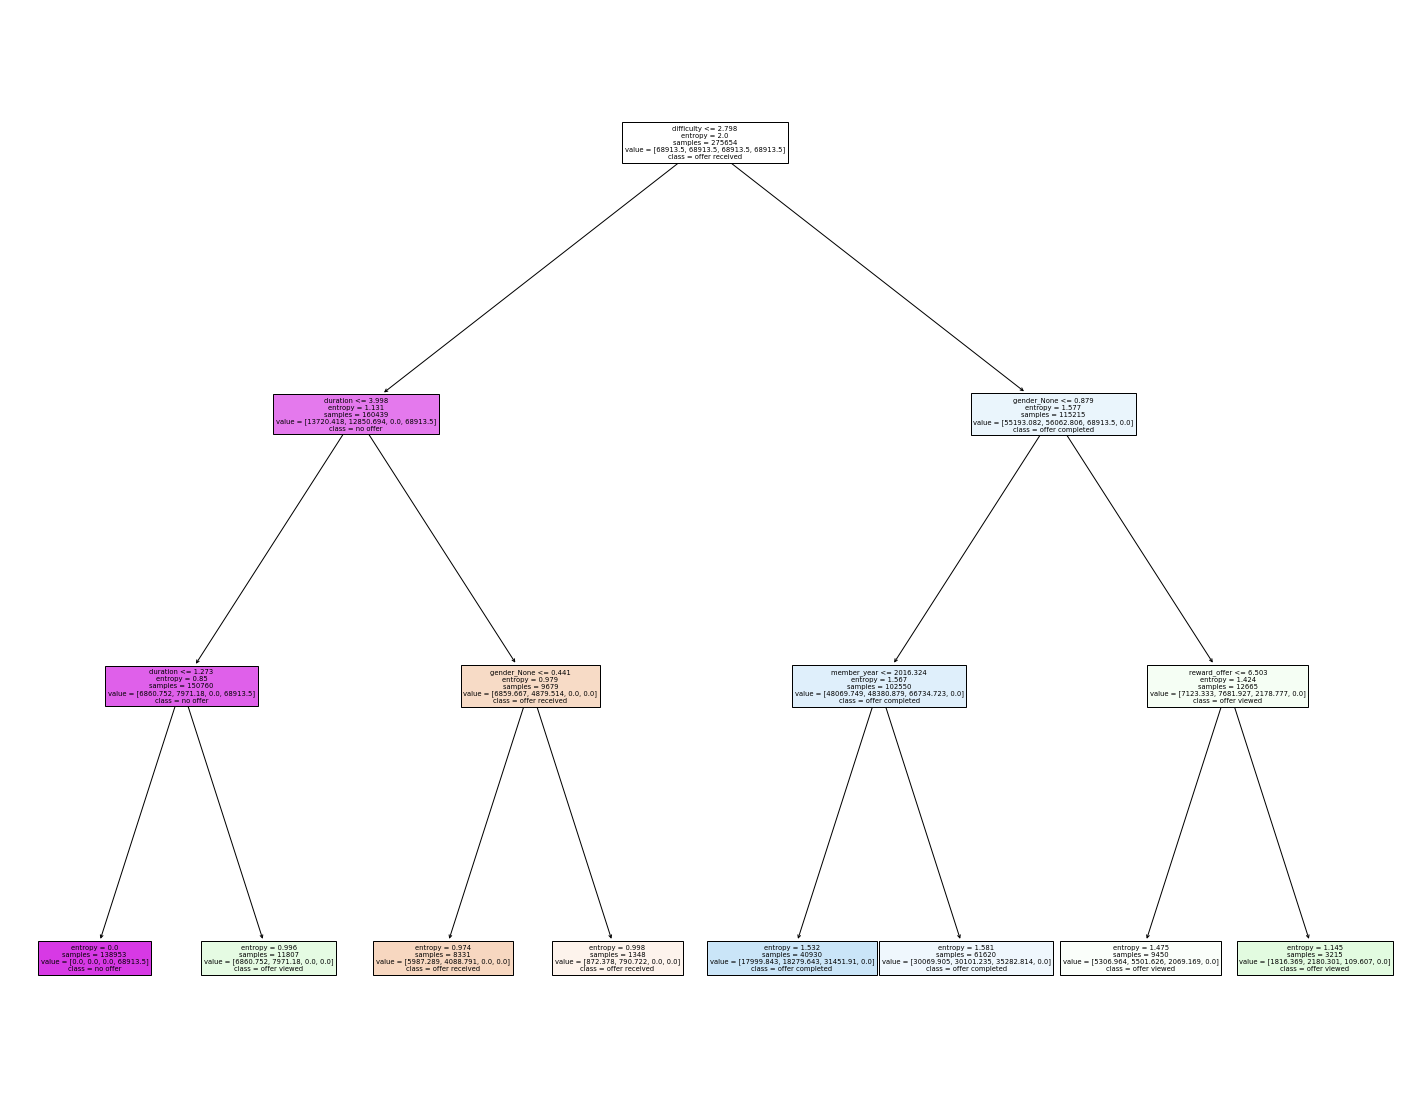 difficulty <= 2.798
entropy = 2.0
samples = 275654
value = [68913.5, 68913.5, 68913.5, 68913.5]
class = offer received
duration <= 3.998
entropy = 1.131
samples = 160439
value = [13720.418, 12850.694, 0.0, 68913.5]
class = no offer
gender_None <= 0.879
entropy = 1.577
samples = 115215
value = [55193.082, 56062.806, 68913.5, 0.0]
class = offer completed
duration <= 1.273
entropy = 0.85
samples = 150760
value = [6860.752, 7971.18, 0.0, 68913.5]
class = no offer
gender_None <= 0.441
entropy = 0.979
samples = 9679
value = [6859.667, 4879.514, 0.0, 0.0]
class = offer received
member_year <= 2016.324
entropy = 1.567
samples = 102550
value = [48069.749, 48380.879, 66734.723, 0.0]
class = offer completed
reward_offer <= 6.503
entropy = 1.424
samples = 12665
value = [7123.333, 7681.927, 2178.777, 0.0]
class = offer viewed
entropy = 0.0
samples = 138953
value = [0.0, 0.0, 0.0, 68913.5]
class = no offer
entropy = 0.996
samples = 11807
value = [6860.752, 7971.18, 0.0, 0.0]
class = offer viewed
entropy = 0.974
samples = 8331
value = [5987.289, 4088.791, 0.0, 0.0]
class = offer received
entropy = 0.998
samples = 1348
value = [872.378, 790.722, 0.0, 0.0]
class = offer received
entropy = 1.532
samples = 40930
value = [17999.843, 18279.643, 31451.91, 0.0]
class = offer completed
entropy = 1.581
samples = 61620
value = [30069.905, 30101.235, 35282.814, 0.0]
class = offer completed
entropy = 1.475
samples = 9450
value = [5306.964, 5501.626, 2069.169, 0.0]
class = offer viewed
entropy = 1.145
samples = 3215
value = [1816.369, 2180.301, 109.607, 0.0]
class = offer viewed